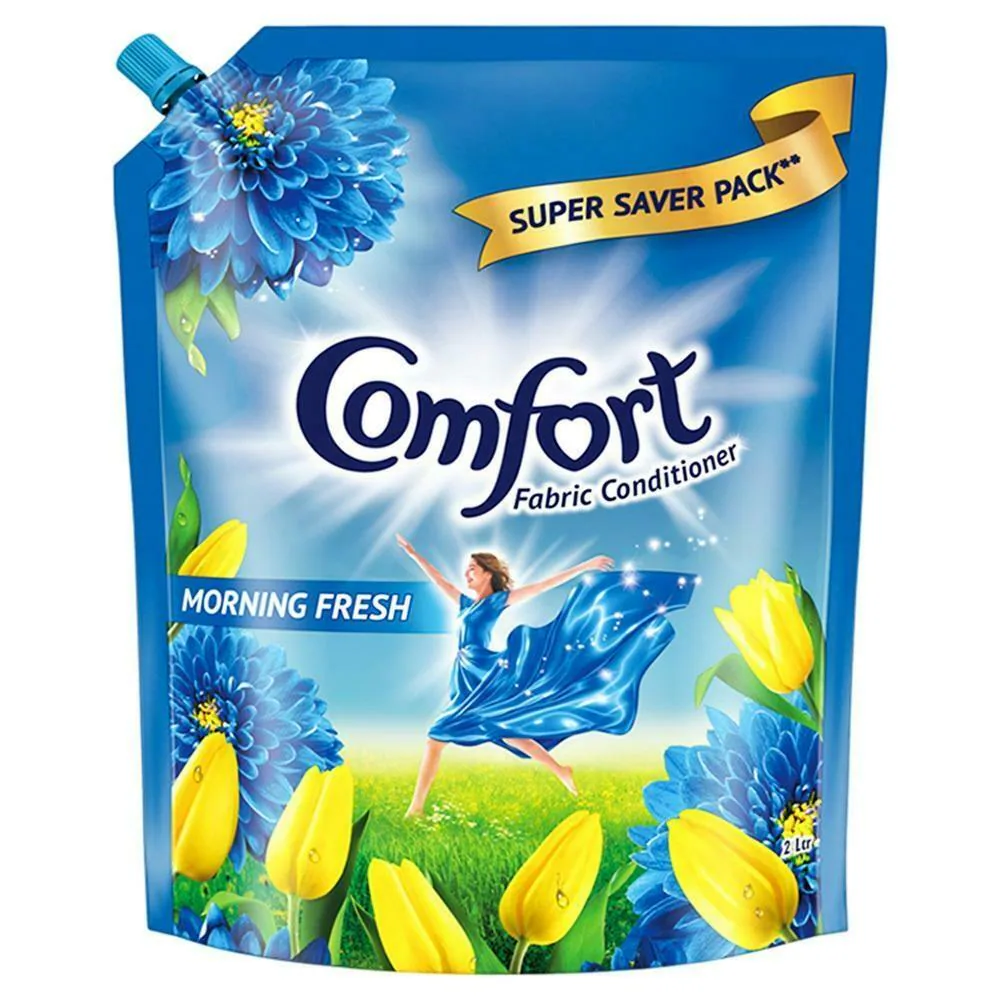 SUPER SAVER PACK**
Comfort
Fabric Conditioner
MORNING FRESH
2 Ltr